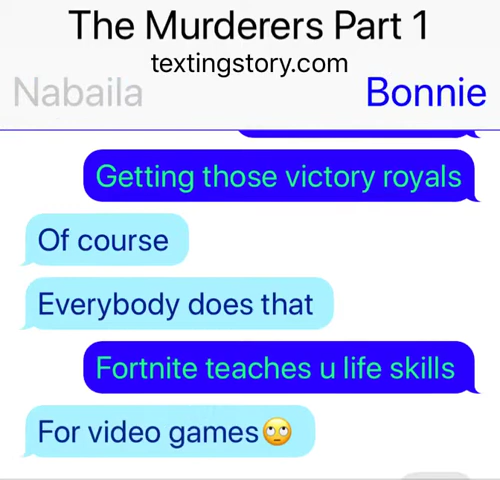 The Murderers Part 1
textingstory.com
Nabaila Bonnie
Getting those victory royals
Of course
Everybody does that
Fortnite teaches u life skills
For video games🙄